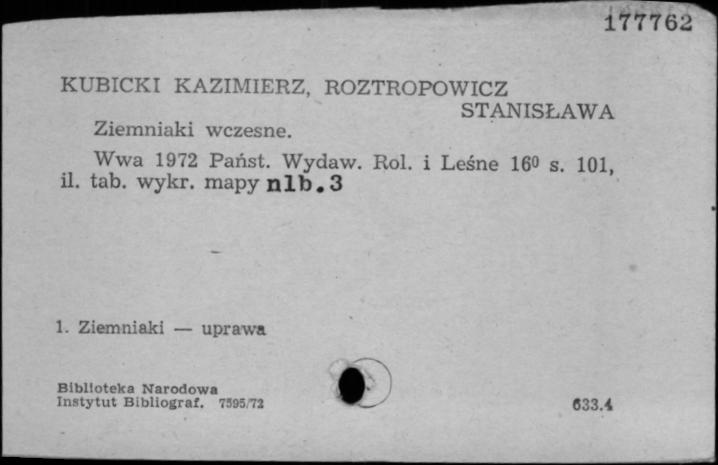 177762
KUBICKI KAZIMIERZ, ROZTROPOWICZ
STANISŁAWA
Ziemniaki wczesne.
Wwa 1972 Państ. Wydaw. Rol. i Leśne 16⁰ s. 101,
il. tab. wykr. mapy nlb.3
1. Ziemniaki — uprawa
Biblioteka Narodowa
Instytut Bibliograf. 7595/72
633.4